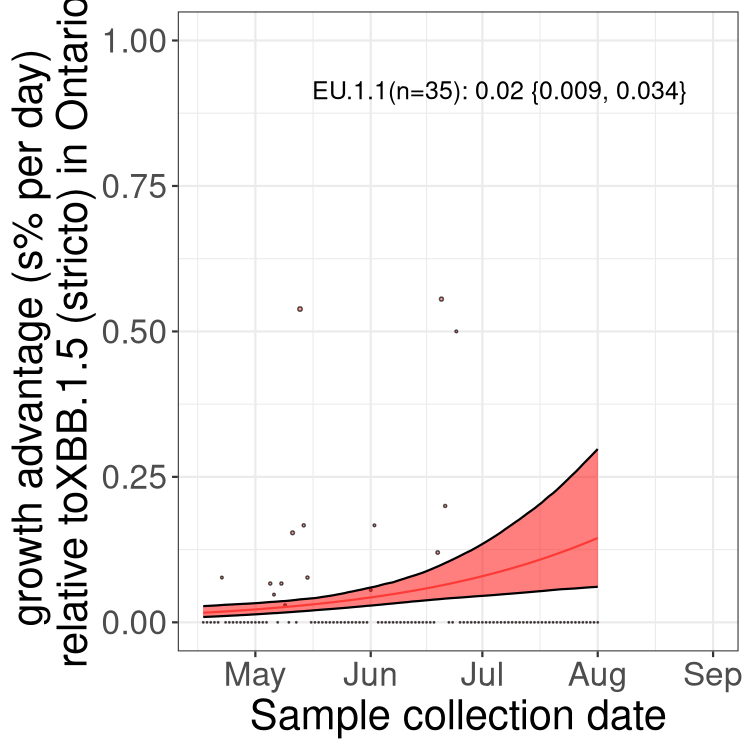 growth advantage (s% per day)
relative toXBB.1.5 (stricto) in Ontario
1.00
0.75
0.50
0.25
0.00
EU.1.1(n=35): 0.02 {0.009, 0.034}
May Jun Jul Aug Sep
Sample collection date